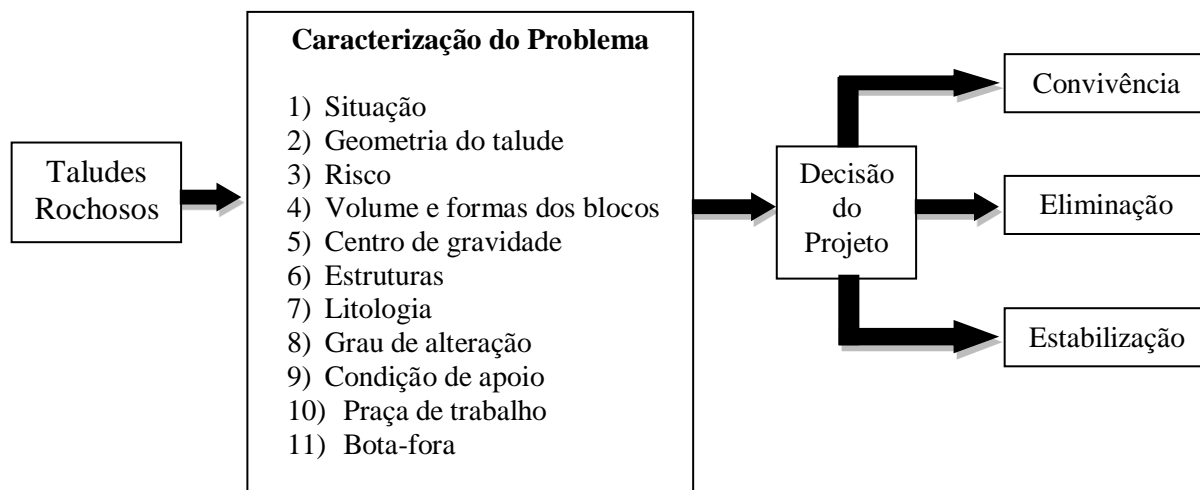 Taludes
Rochosos
Caracterização do Problema
1) Situação
2) Geometria do talude
3) Risco
4) Volume e formas dos blocos
5) Centro de gravidade
6) Estruturas
7) Litologia
8) Grau de alteração
9) Condição de apoio
10) Praça de trabalho
11) Bota-fora
Decisão
do
Projeto
Convivência
Eliminação
Estabilização